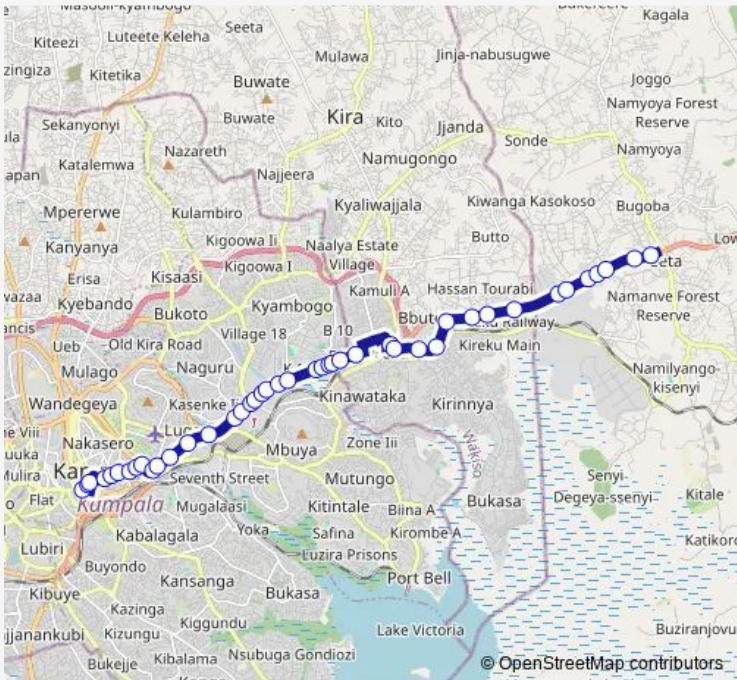 Kiteezi
Luteete Keleha
Seeta
Kagala
Mulawa
Jinja-nabusugwe
Kitetika
Buwate
Joggo
Kira
Kito
Namyoya Forest
Reserve
Sekanyonyi
Buwate
Jjanda
Sonde
Nazareth
Namugongo
Namyoya
Katalemwa
Najjeera
Mpererwe
Kulambiro
Kyaliwajjala
Kiwanga Kasokoso
Bugoba
Kanyanya
Kigoowa Ii
Naalya Estate
Village
Butto
Kisaasi
Kigoowa I
Erisa
Kamuli A
Hassan Tourabi
Kyebando
Bukoto
Kyambogo
Namanve Forest
Reserve
Old Kira Road
Village 18
B 10
Kireku Main
Ueb
Mulago
Naguru
Namilyango-
kisenyi
Wandegeya
Kinawataka
Kirinnya
Nakasero
Mbuya
Zone Iii
Wakiso
Seventh Street
Mutungo
Bukasa
Senyi-
Degeya-ssenyi
Kitale
Flat
Kampala
Mugalaasi
Kitintale
Biina A
Kabalagala
Yoka
Safina
Kirombe A
Lubiri
Luzira Prisons
Buyondo
Kansanga
Port Bell
Kibuye
Bukasa
Kazinga
Kiggundu
Lake Victoria
Kizungu
Bukejje
Kibalama
Nsubuga Gondiozi
© OpenStreetMap contributors